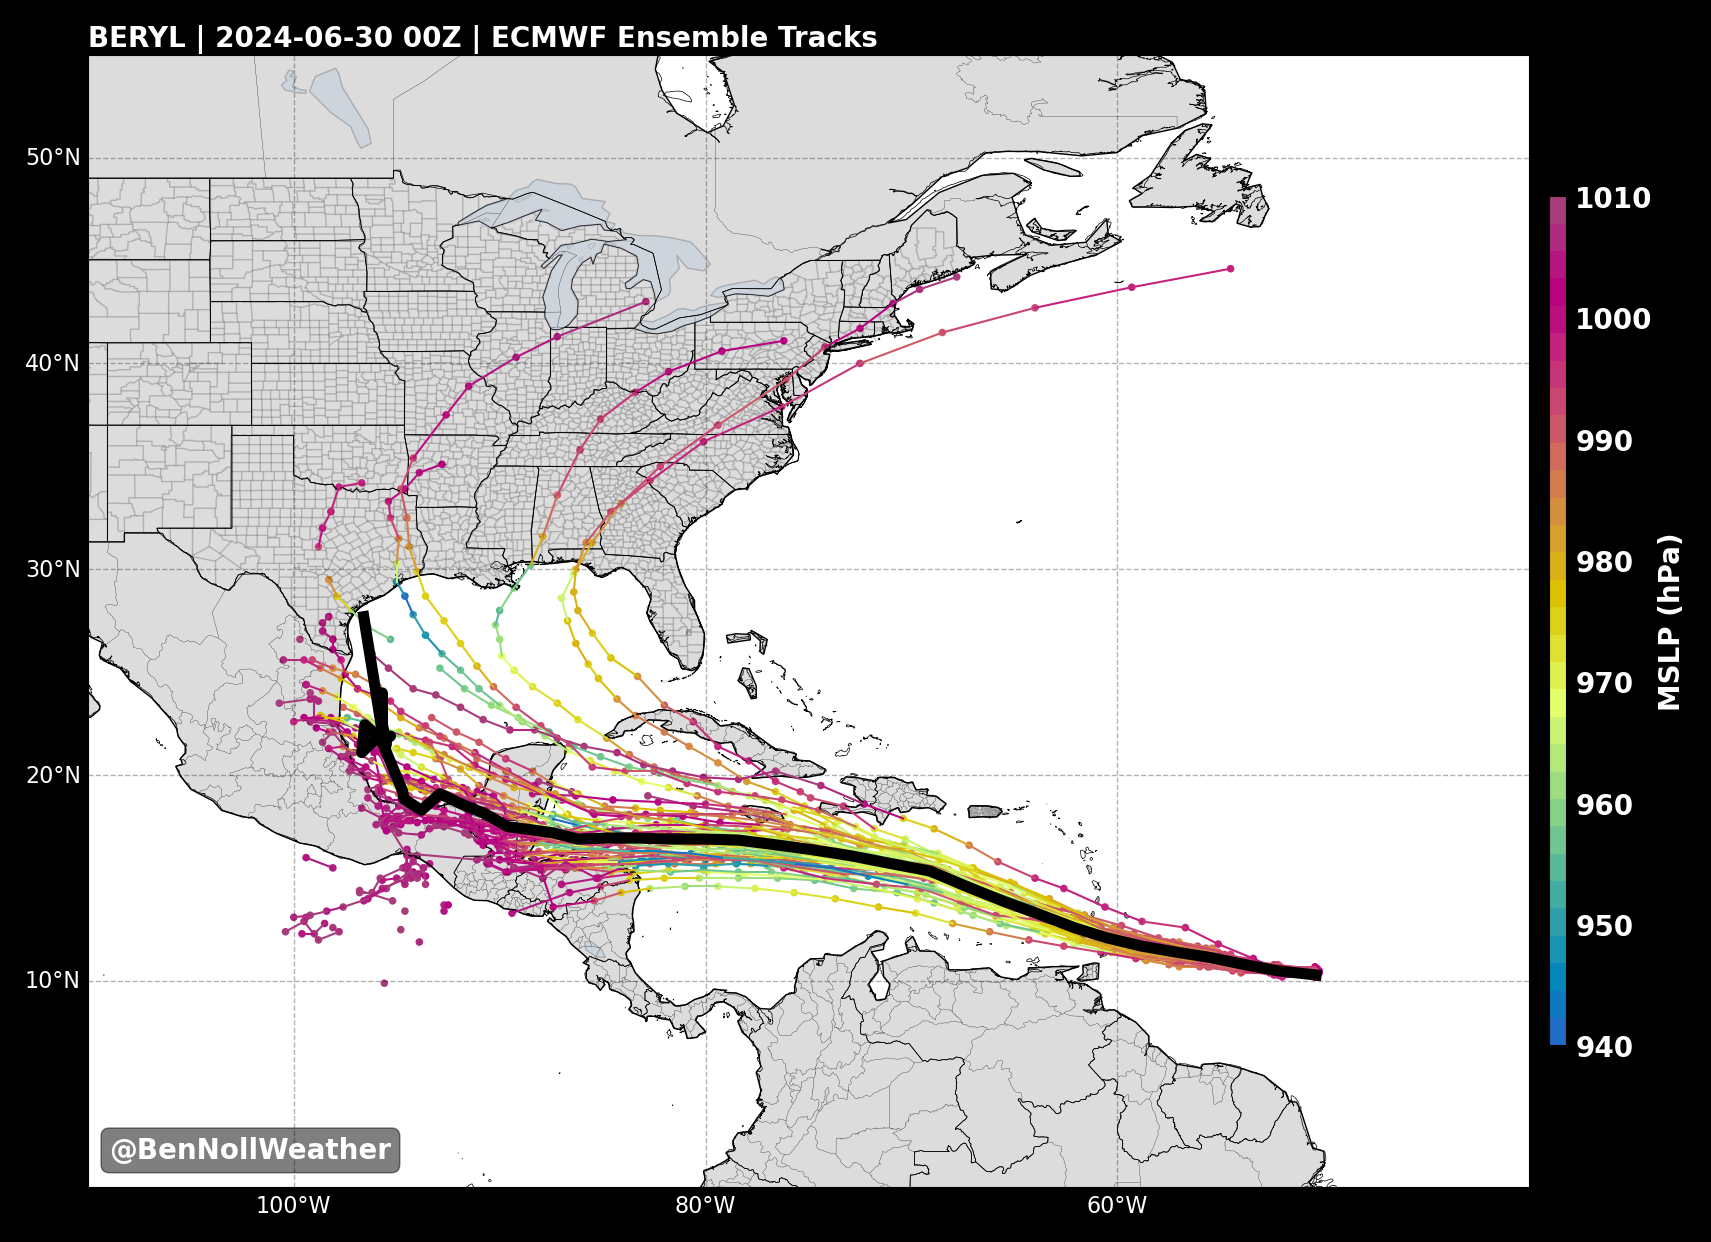 BERYL | 2024-06-30 00Z | ECMWF Ensemble Tracks
50°N
40°N
30°N
20°N
10°N
100°W
80°W
60°W
1010
1000
990
980
970
960
950
940
MSLP (hPa)
@BenNollWeather